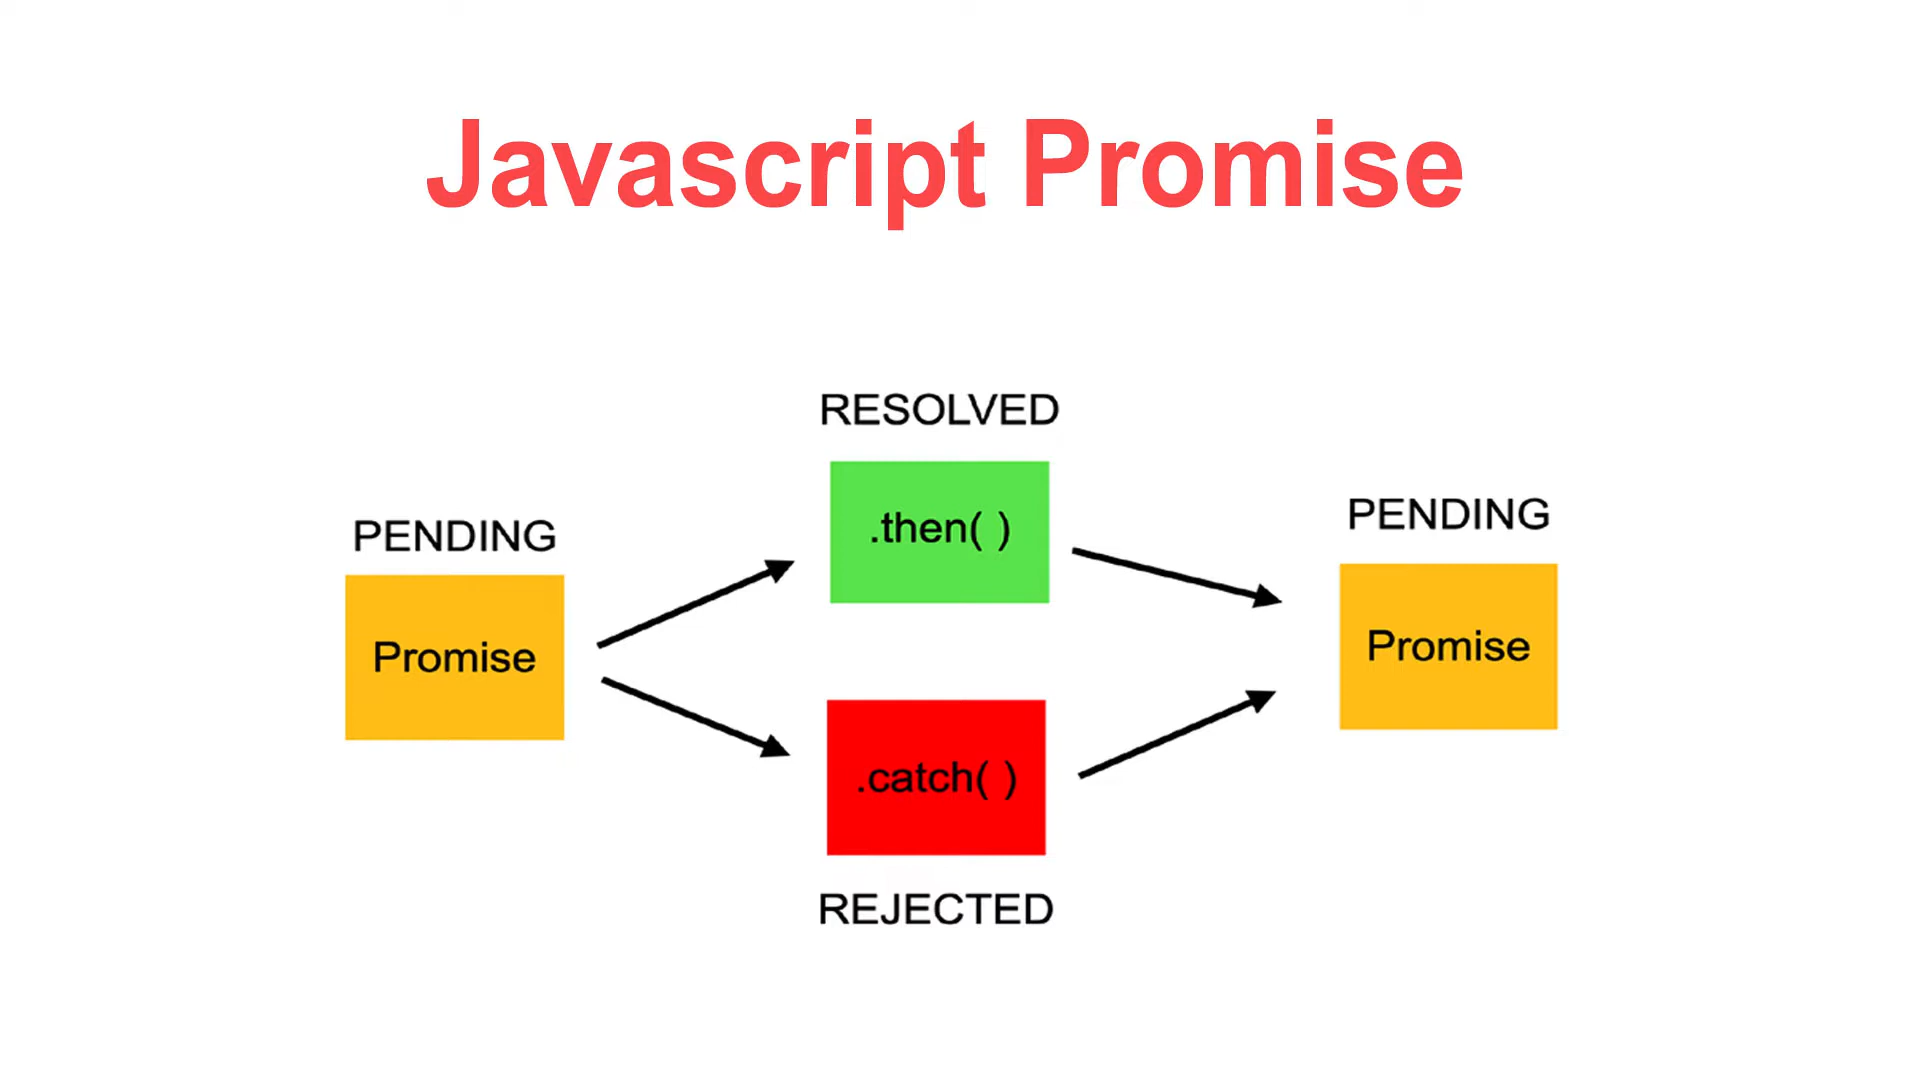 Javascript Promise
RESOLVED
.then( )
PENDING
Promise
PENDING
Promise
.catch( )
REJECTED